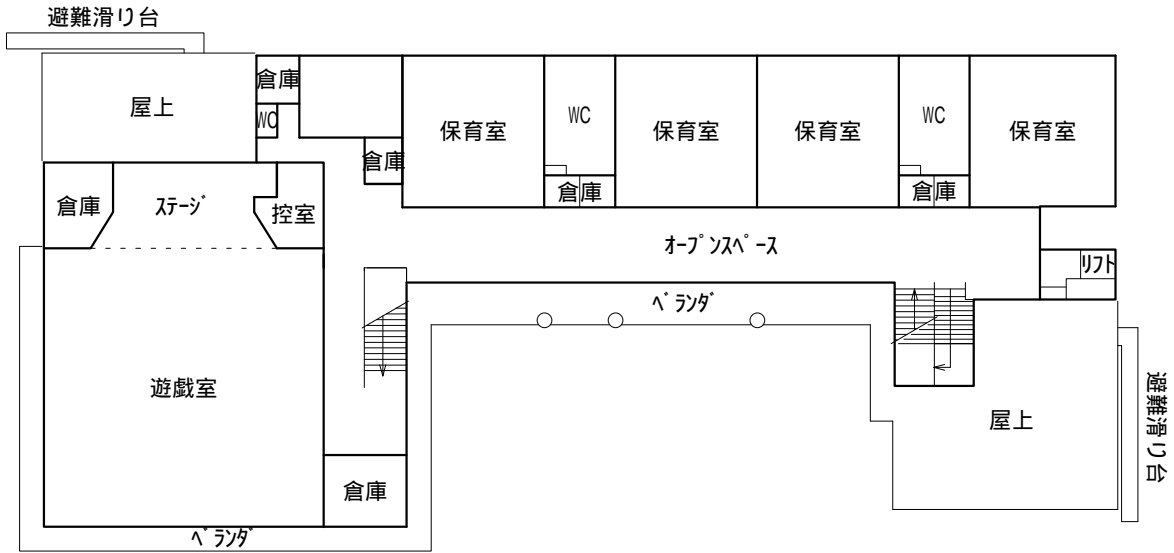 避難滑り台
屋上
倉庫
WC
倉庫
保育室
WC
倉庫
保育室
保育室
WC
倉庫
保育室
倉庫
ステージ
控室
オープンスペース
リフト
ベランダ
遊戯室
屋上
避難滑り台
倉庫
ベランダ